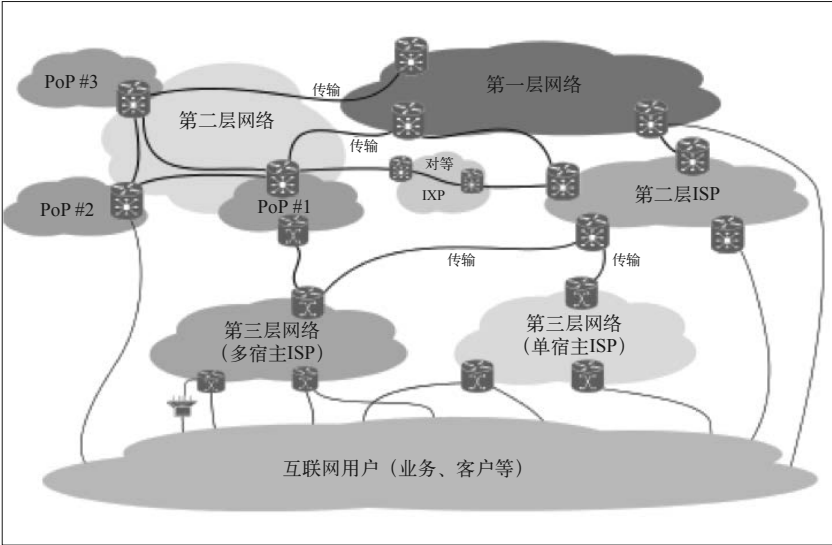 PoP #3
传输
第一层网络
第二层网络
传输
对等
IXP
第二层ISP
PoP #2
PoP #1
传输
传输
第三层网络
（多宿主ISP）
第三层网络
（单宿主ISP）
互联网用户（业务、客户等）